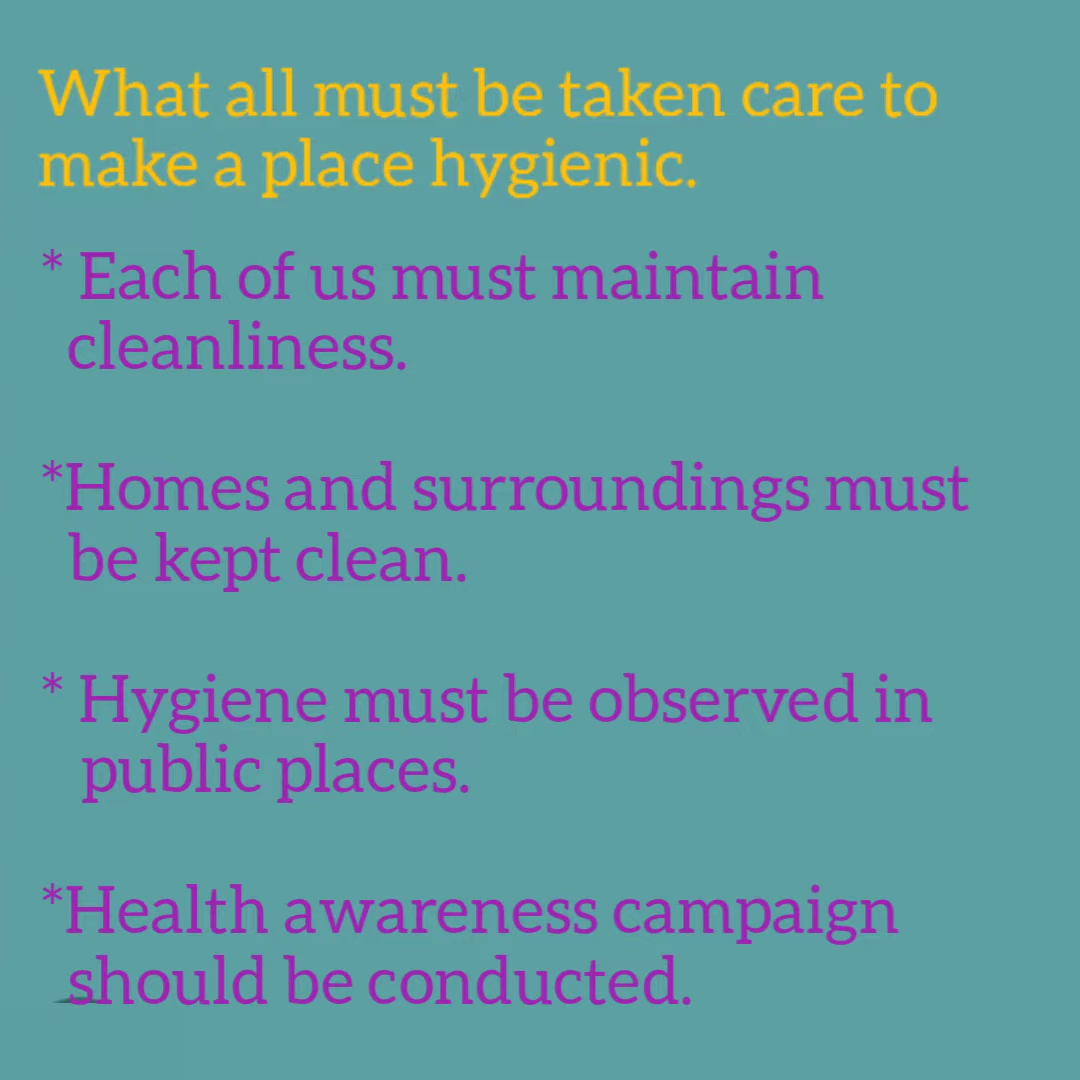 What all must be taken care to
make a place hygienic.
* Each of us must maintain
cleanliness.
*Homes and surroundings must
be kept clean.
* Hygiene must be observed in
public places.
*Health awareness campaign
should be conducted.